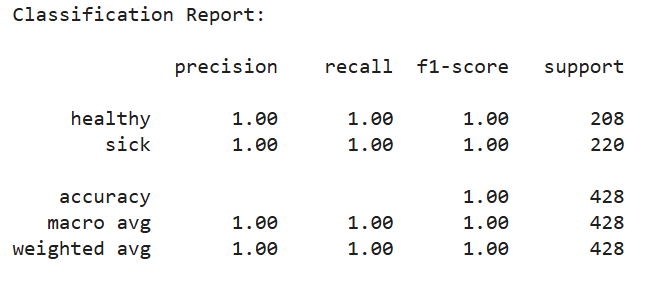 Classification Report:
precision recall f1-score support
healthy 1.00 1.00 1.00 208
sick 1.00 1.00 1.00 220
accuracy 1.00 428
macro avg 1.00 1.00 1.00 428
weighted avg 1.00 1.00 1.00 428